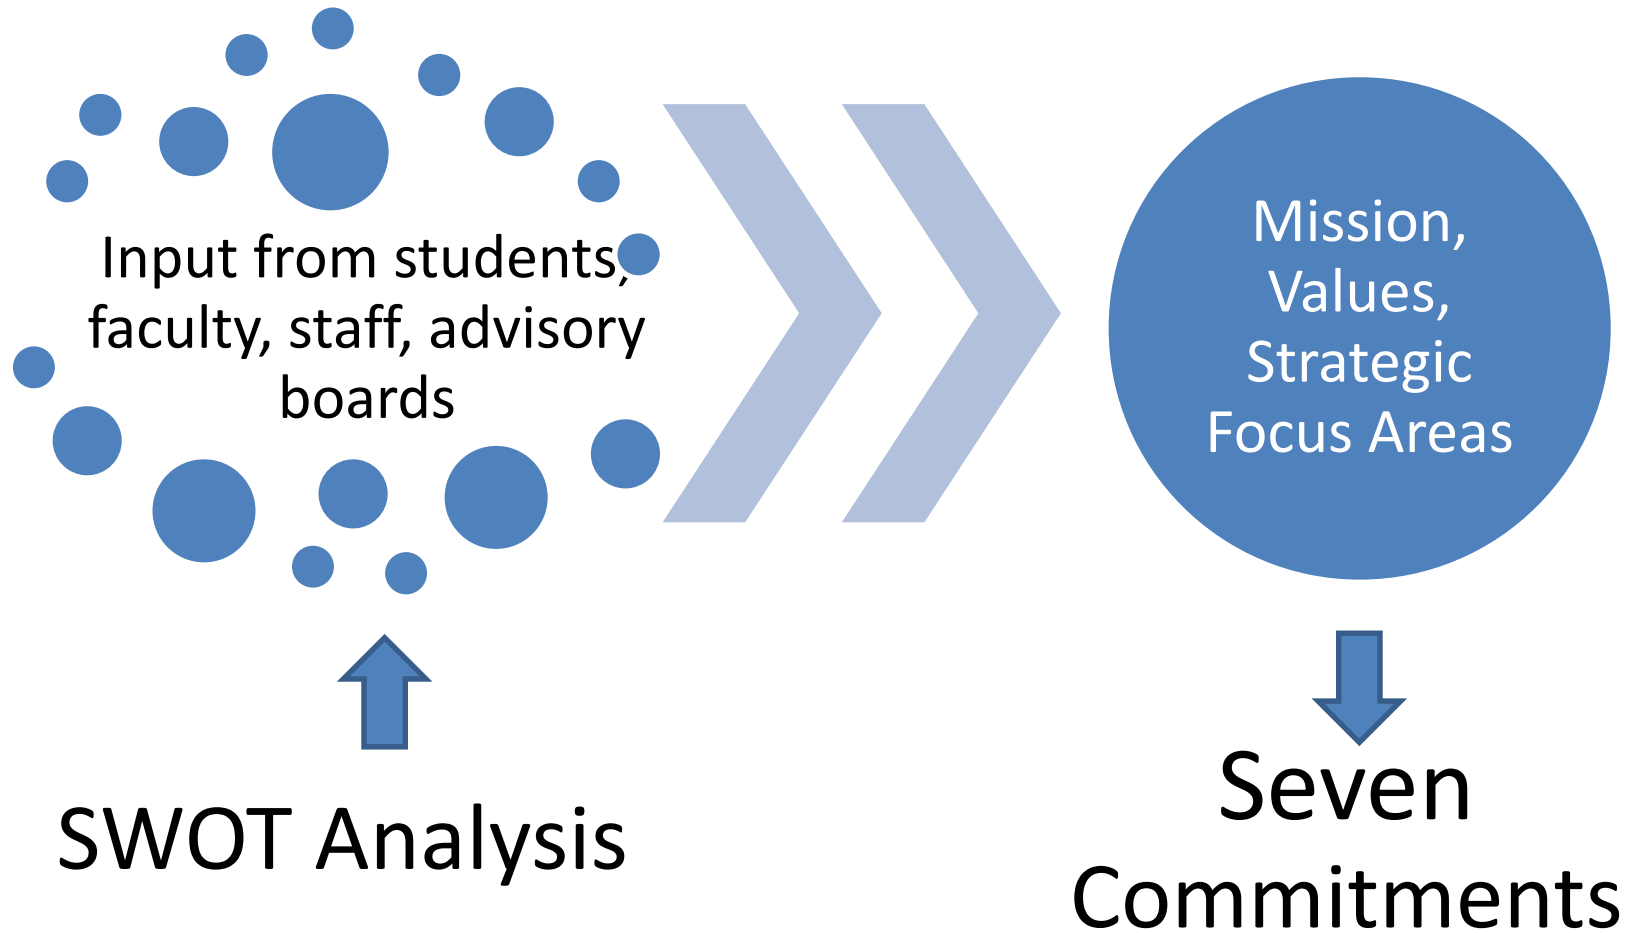 Input from students,
faculty, staff, advisory
boards
Mission,
Values,
Strategic
Focus Areas
SWOT Analysis
Seven
Commitments